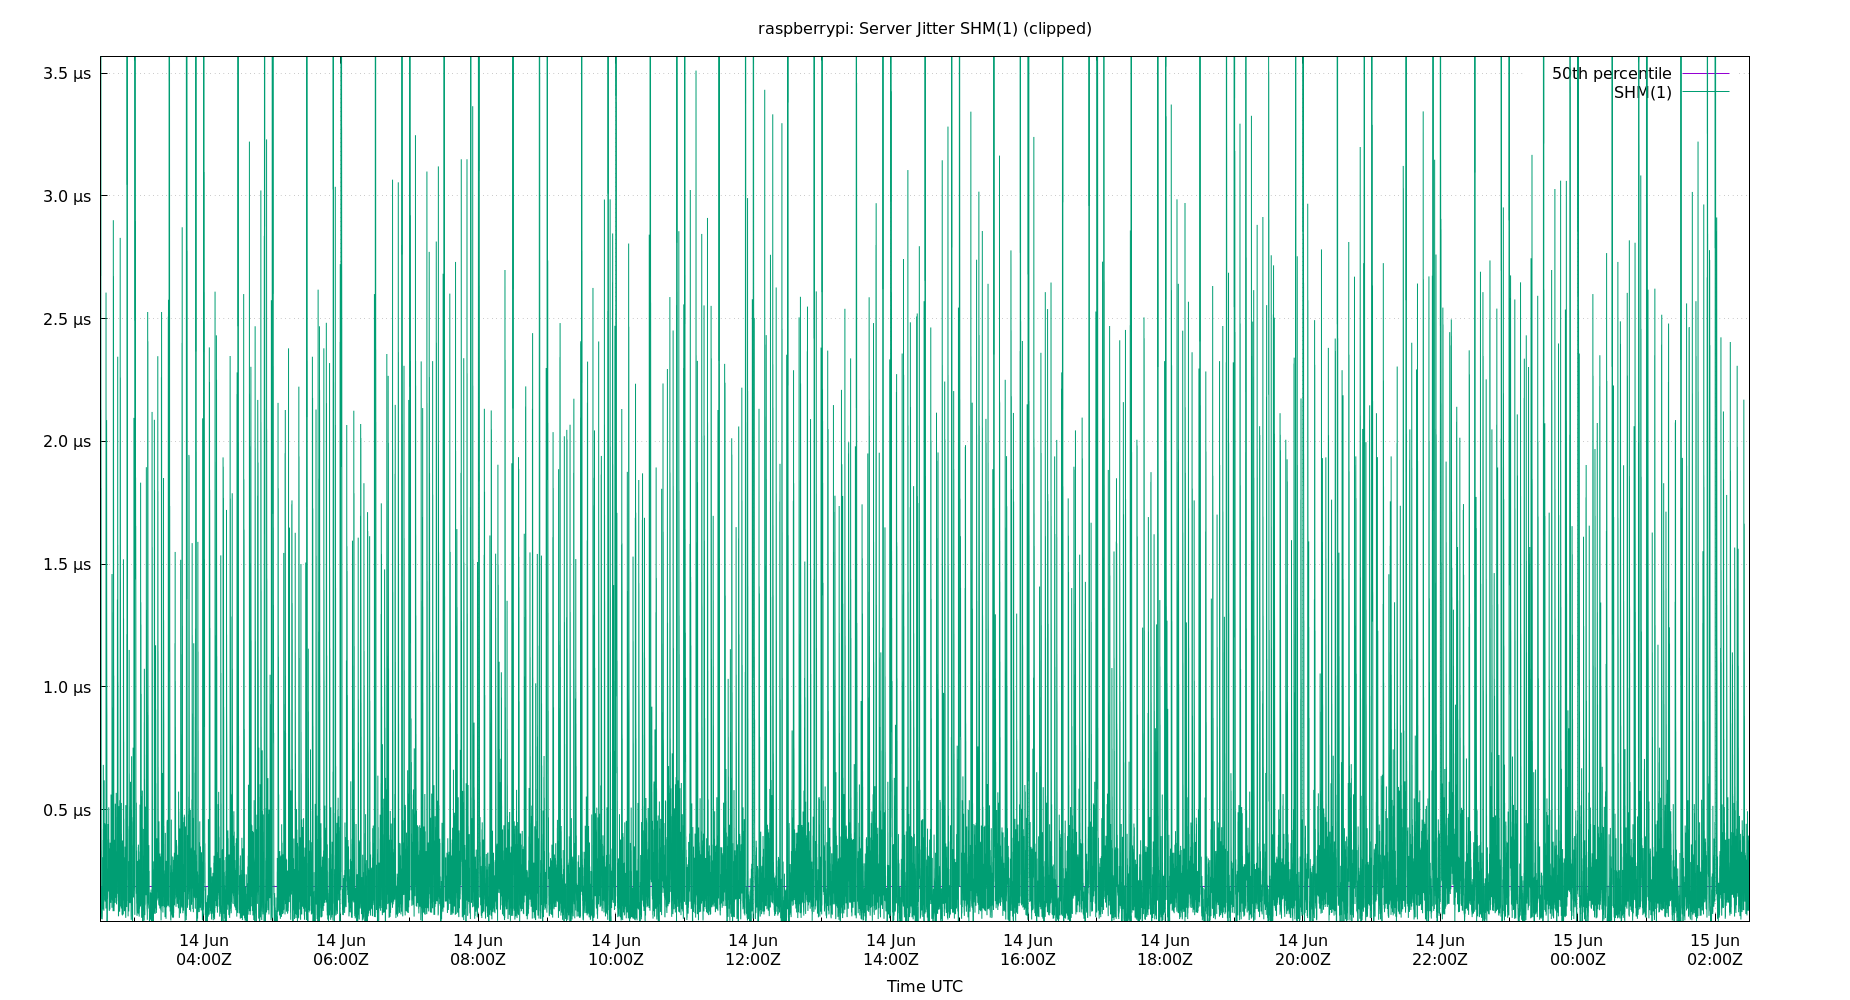 raspberrypi: Server Jitter SHM(1) (clipped)
3.5 µs
3.0 µs
2.5 µs
2.0 µs
1.5 µs
1.0 µs
0.5 µs
50th percentile
SHM(1)
14 Jun 14 Jun 14 Jun 14 Jun 14 Jun 14 Jun 14 Jun 14 Jun 14 Jun 14 Jun 15 Jun 15 Jun
04:00Z 06:00Z 08:00Z 10:00Z 12:00Z 14:00Z 16:00Z 18:00Z 20:00Z 22:00Z 00:00Z 02:00Z
Time UTC